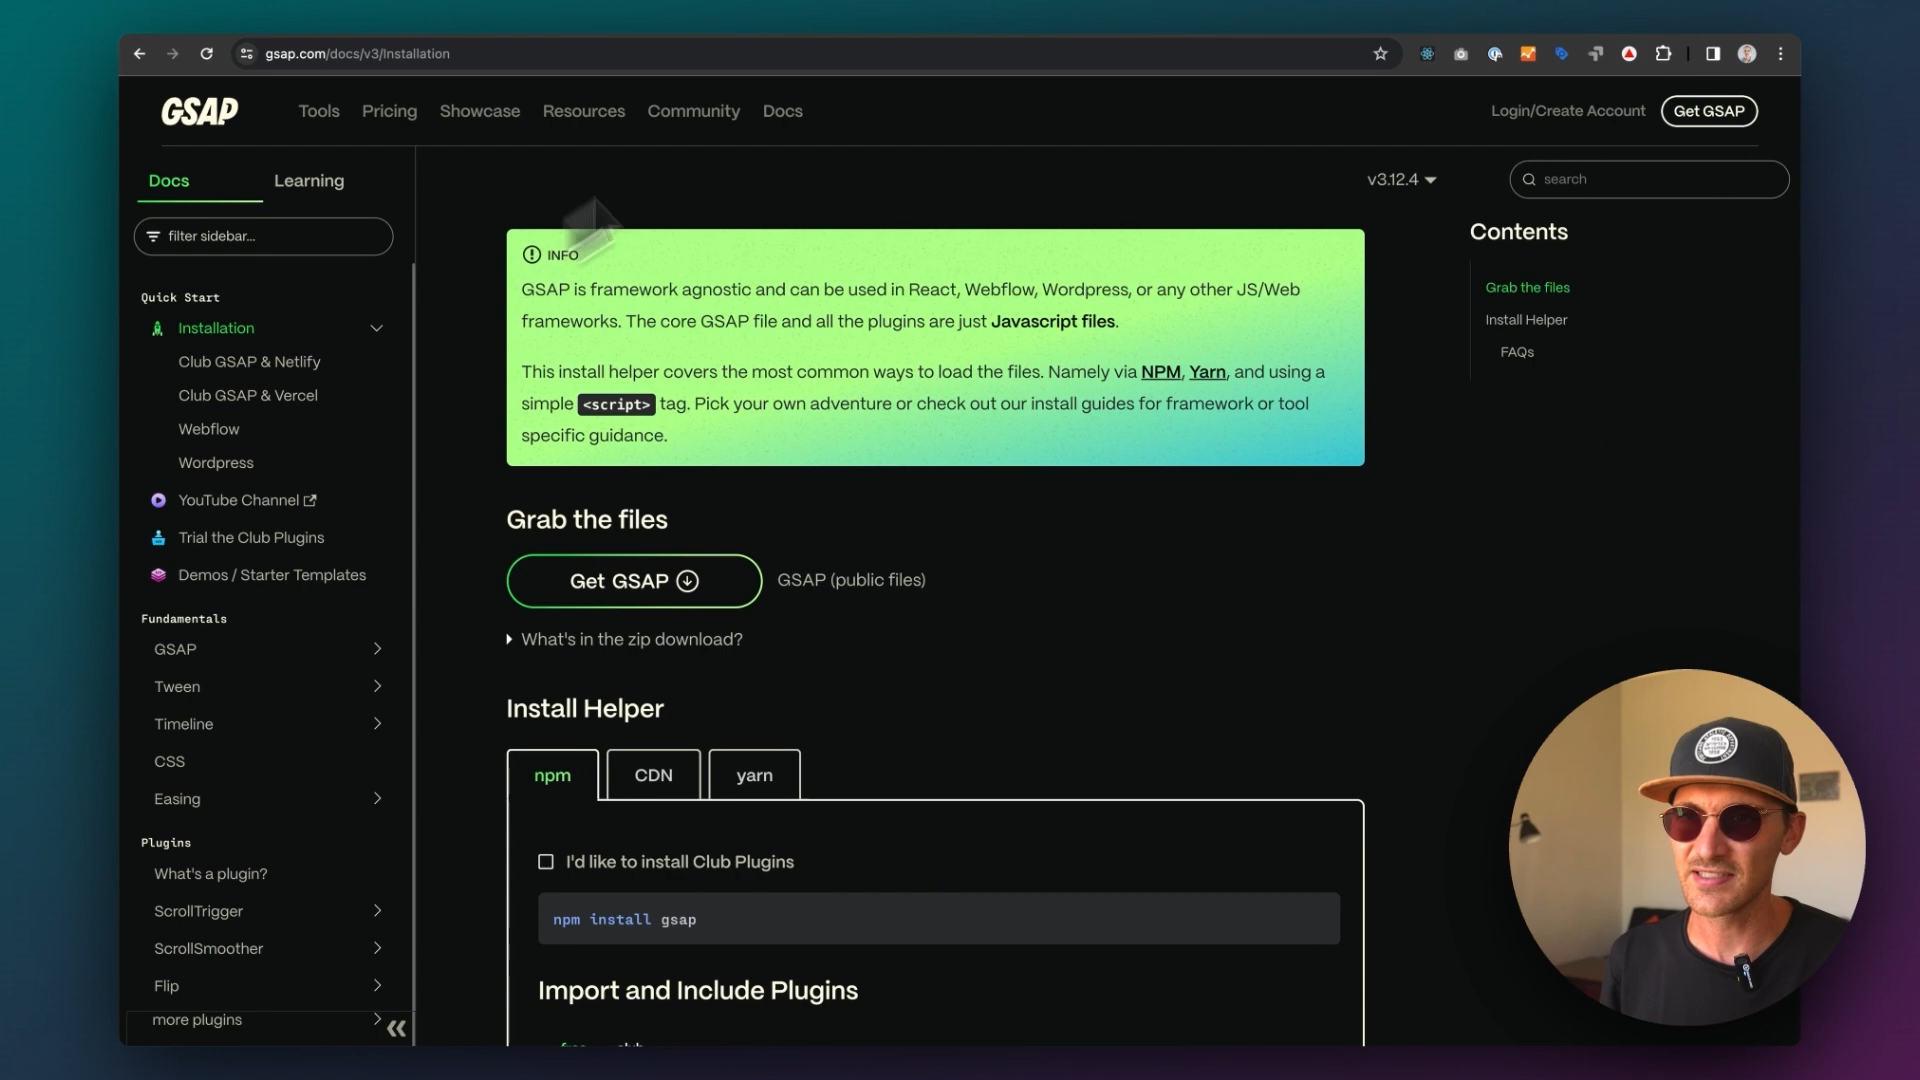 gsap.com/docs/v3/Installation
GSAP
Tools
Pricing
Showcase
Resources
Community
Docs
Login/Create Account
Get GSAP
Docs
Learning
filter sidebar...
Quick Start
Installation
Club GSAP & Netlify
Club GSAP & Vercel
Webflow
Wordpress
YouTube Channel
Trial the Club Plugins
Demos / Starter Templates
Fundamentals
GSAP
Tween
Timeline
CSS
Easing
Plugins
What's a plugin?
ScrollTrigger
ScrollSmoother
Flip
more plugins
v3.12.4
search
INFO
GSAP is framework agnostic and can be used in React, Webflow, Wordpress, or any other JS/Web
frameworks. The core GSAP file and all the plugins are just Javascript files.
This install helper covers the most common ways to load the files. Namely via NPM, Yarn, and using a
simple <script> tag. Pick your own adventure or check out our install guides for framework or tool
specific guidance.
Grab the files
Get GSAP
GSAP (public files)
What's in the zip download?
Install Helper
npm
CDN
yarn
I'd like to install Club Plugins
npm install gsap
Import and Include Plugins
Contents
Grab the files
Install Helper
FAQs